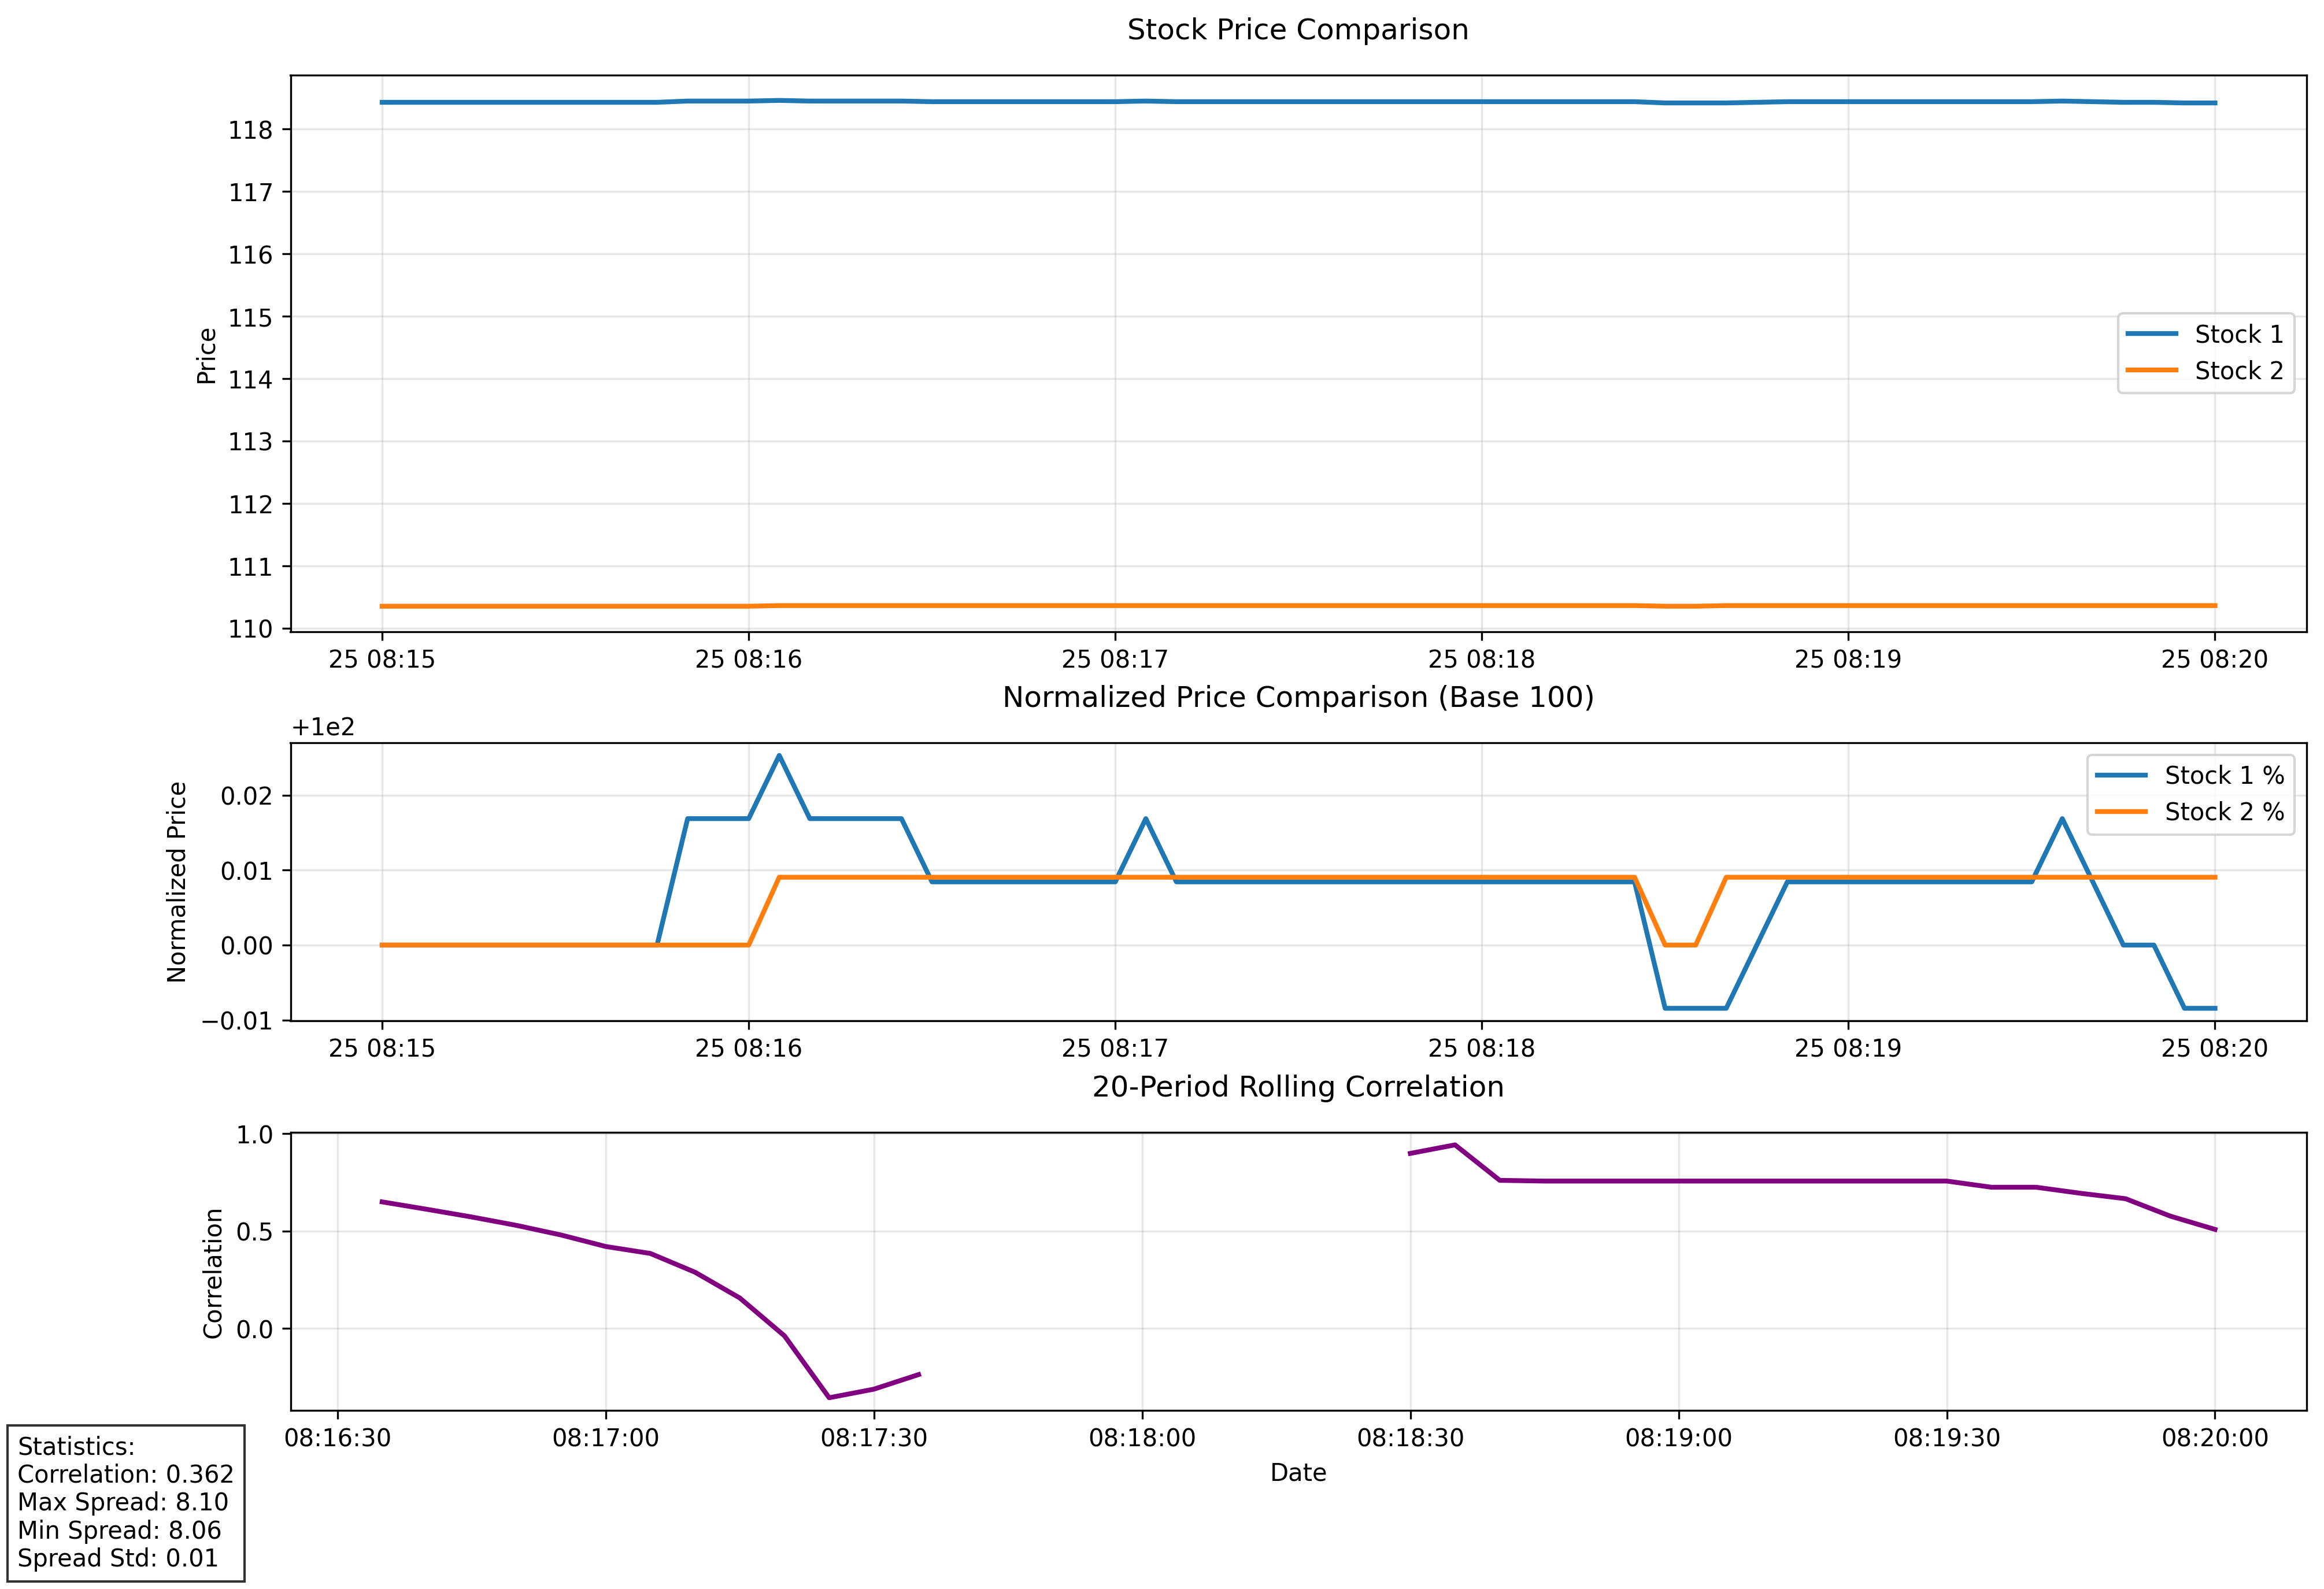 Stock Price Comparison
118
117
116
115
114
113
112
111
110
Price
Stock 1
Stock 2
25 08:15 25 08:16 25 08:17 25 08:18 25 08:19 25 08:20
Normalized Price Comparison (Base 100)
+1e2
0.02
0.01
0.00
−0.01
Normalized Price
Stock 1 %
Stock 2 %
25 08:15 25 08:16 25 08:17 25 08:18 25 08:19 25 08:20
20-Period Rolling Correlation
1.0
0.5
0.0
Correlation
08:16:30 08:17:00 08:17:30 08:18:00 08:18:30 08:19:00 08:19:30 08:20:00
Date
Statistics:
Correlation: 0.362
Max Spread: 8.10
Min Spread: 8.06
Spread Std: 0.01